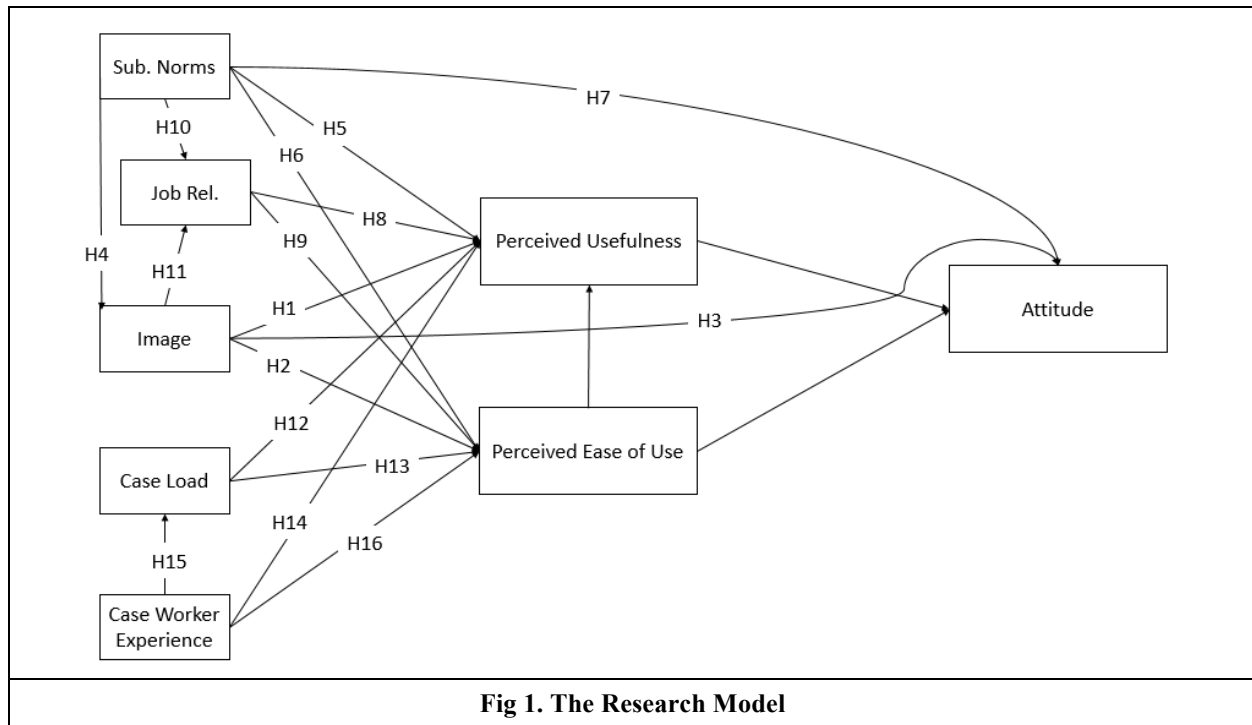 Sub. Norms
H7
H10
H5
H6
Job Rel.
H8
Perceived Usefulness
H9
H4
H11
H1
H3
Attitude
Image
H2
H12
Perceived Ease of Use
H13
Case Load
H14
H16
H15
Case Worker
Experience
Fig 1. The Research Model